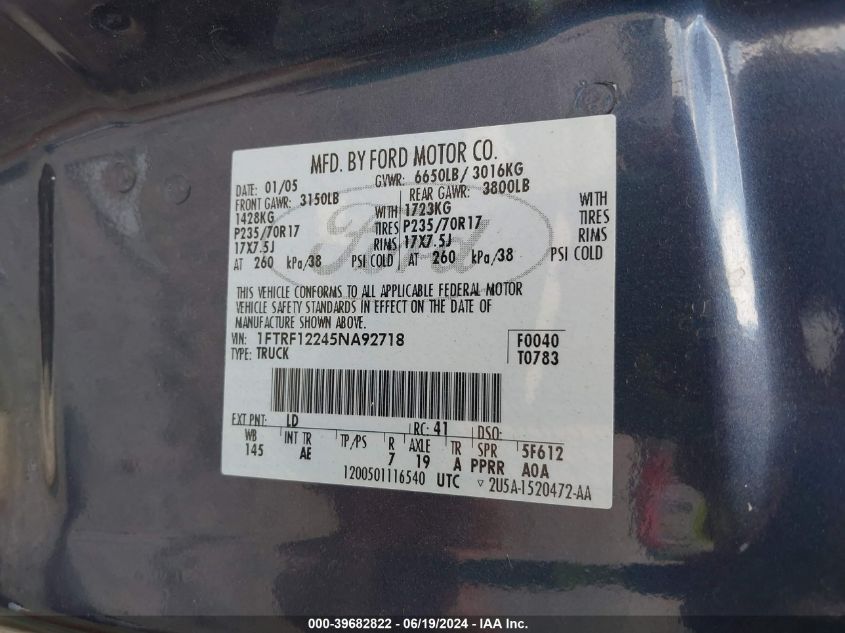 MFD. BY FORD MOTOR CO.
DATE: 01/05 GVWR: 6650LB/ 3016KG
FRONT GAWR: 3150LB REAR GAWR: 3800LB
1428KG WITH 1723KG WITH
P235/70R17 TIRES P235/70R17 TIRES
17X7.5J RIMS 17X7.5J RIMS
AT 260 kPa/38 PSI COLD AT 260 kPa/38 PSI COLD
Ford
THIS VEHICLE CONFORMS TO ALL APPLICABLE FEDERAL MOTOR
VEHICLE SAFETY STANDARDS IN EFFECT ON THE DATE OF
MANUFACTURE SHOWN ABOVE.
VIN: 1FTRF12245NA92718 F0040
TYPE: TRUCK T0783
EXT PNT: LD RC: 41 DSO:
WB INT TR TP/PS R AXLE TR SPR 5F612
145 AE 7 19 A PPRR A0A
1200501116540 UTC ▽ 2U5A-1520472-AA
000-39682822 - 06/19/2024 - IAA Inc.